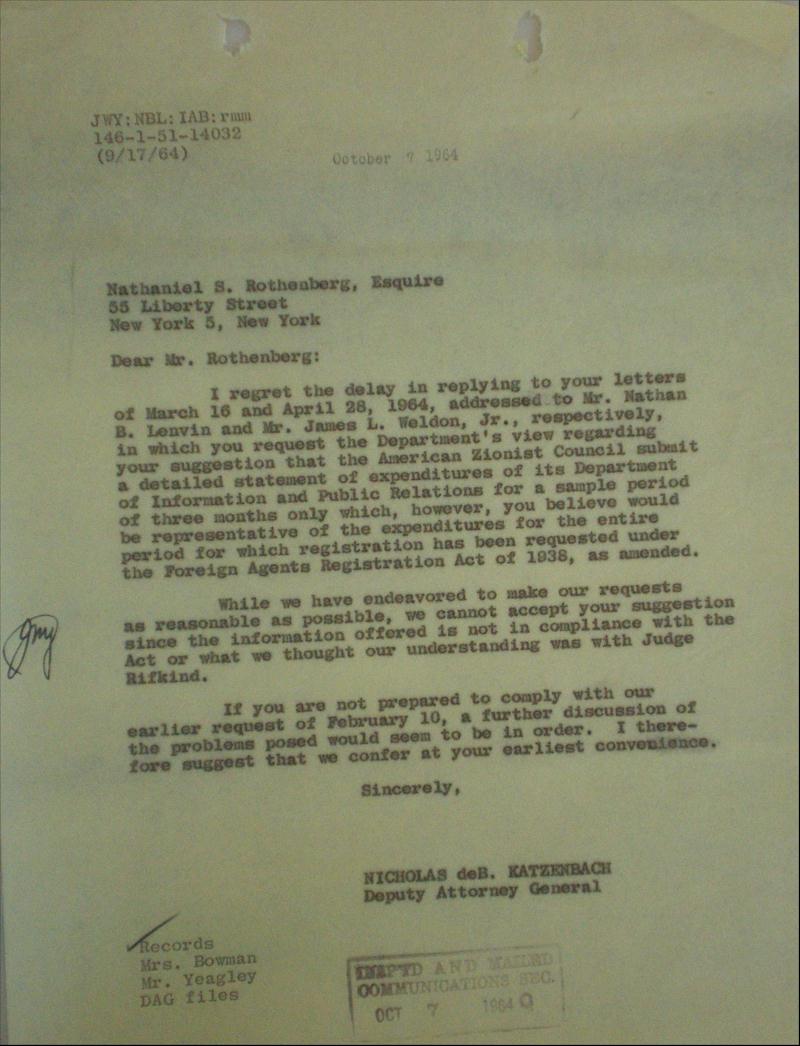 JWY:NBL:IAB:rmm
146-1-51-14032
(9/17/64)
October 7 1964
Nathaniel S. Rothenberg, Esquire
55 Liberty Street
New York 5, New York
Dear Mr. Rothenberg:
I regret the delay in replying to your letters
of March 16 and April 28, 1964, addressed to Mr. Nathan
B. Lenvin and Mr. James L. Weldon, Jr., respectively,
in which you request the Department's view regarding
your suggestion that the American Zionist Council submit
a detailed statement of expenditures of its Department
of Information and Public Relations for a sample period
of three months only which, however, you believe would
be representative of the expenditures for the entire
period for which registration has been requested under
the Foreign Agents Registration Act of 1938, as amended.
While we have endeavored to make our requests
as reasonable as possible, we cannot accept your suggestion
since the information offered is not in compliance with the
Act or what we thought our understanding was with Judge
Rifkind.
If you are not prepared to comply with our
earlier request of February 10, a further discussion of
the problems posed would seem to be in order. I there-
fore suggest that we confer at your earliest convenience.
Sincerely,
NICHOLAS deB. KATZENBACH
Deputy Attorney General
Records
Mrs. Bowman
Mr. Yeagley
DAG files
AND MAILED
COMMUNICATIONS SEC.
OCT 7 1964